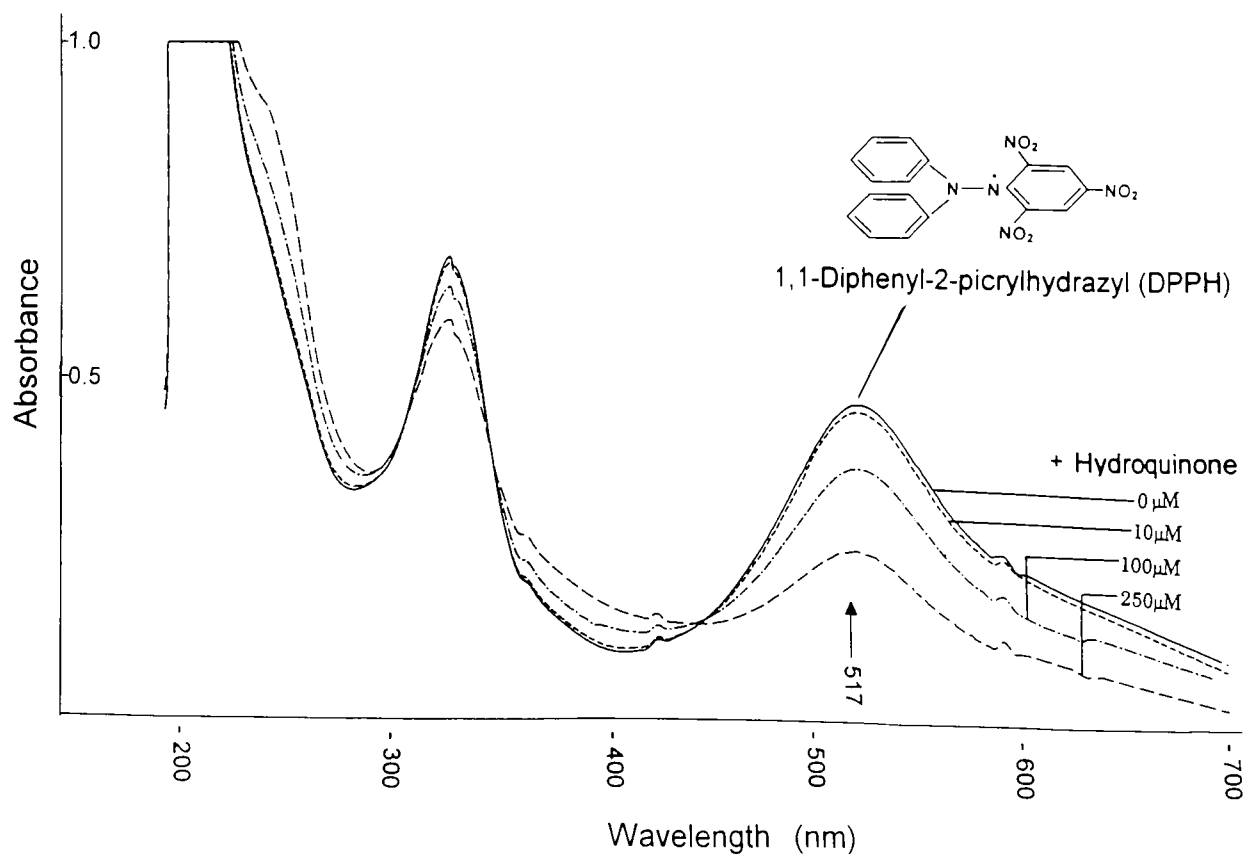 1.0
0.5
Absorbance
NO₂
N
N
NO₂
NO₂
1,1-Diphenyl-2-picrylhydrazyl (DPPH)
+ Hydroquinone
0 μM
10μM
100μM
250μM
517
200
300
400
500
600
700
Wavelength (nm)